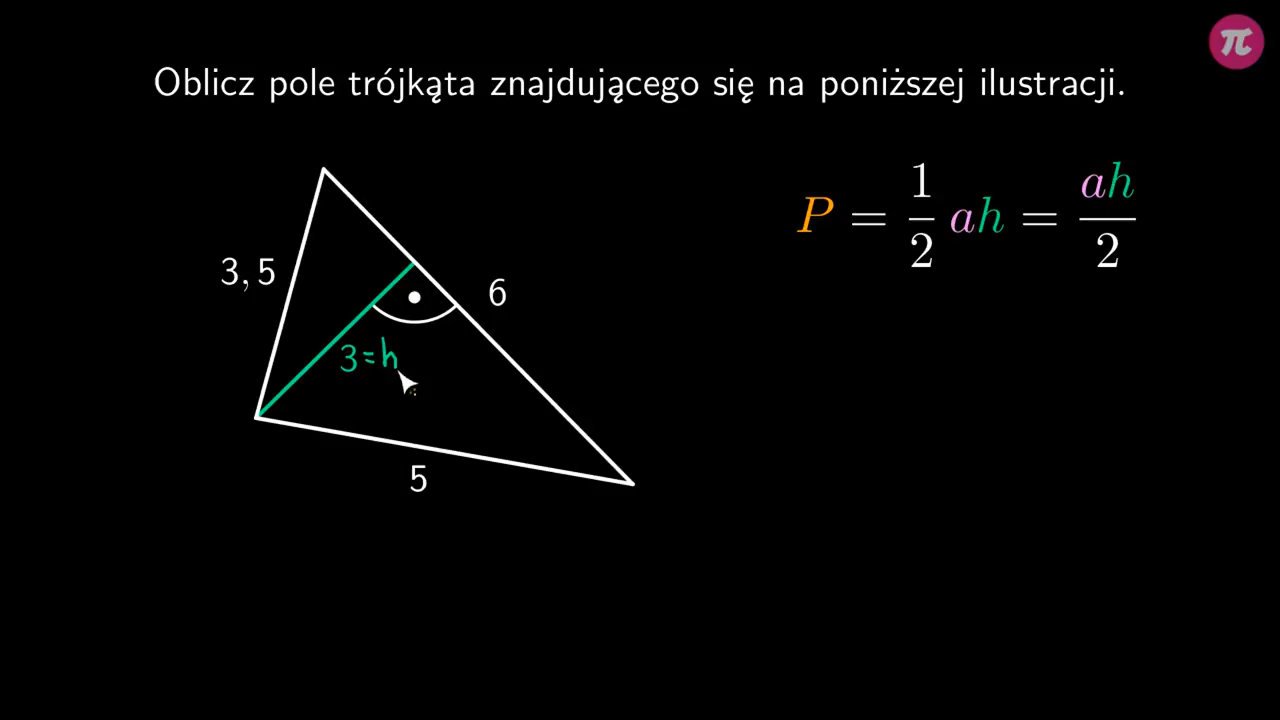 π
Oblicz pole trójkąta znajdującego się na poniższej ilustracji.
P = 1/2 ah = ah/2
3,5
6
3=h
5